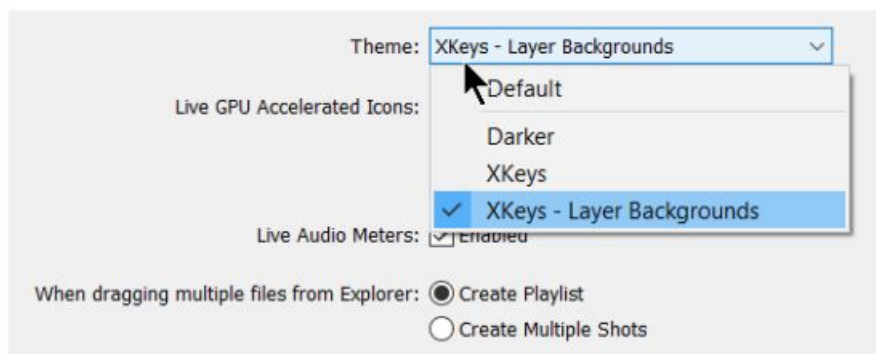 Theme: XKeys - Layer Backgrounds
Default
Live GPU Accelerated Icons:
Darker
XKeys
XKeys - Layer Backgrounds
Live Audio Meters: Enabled
When dragging multiple files from Explorer: Create Playlist
Create Multiple Shots